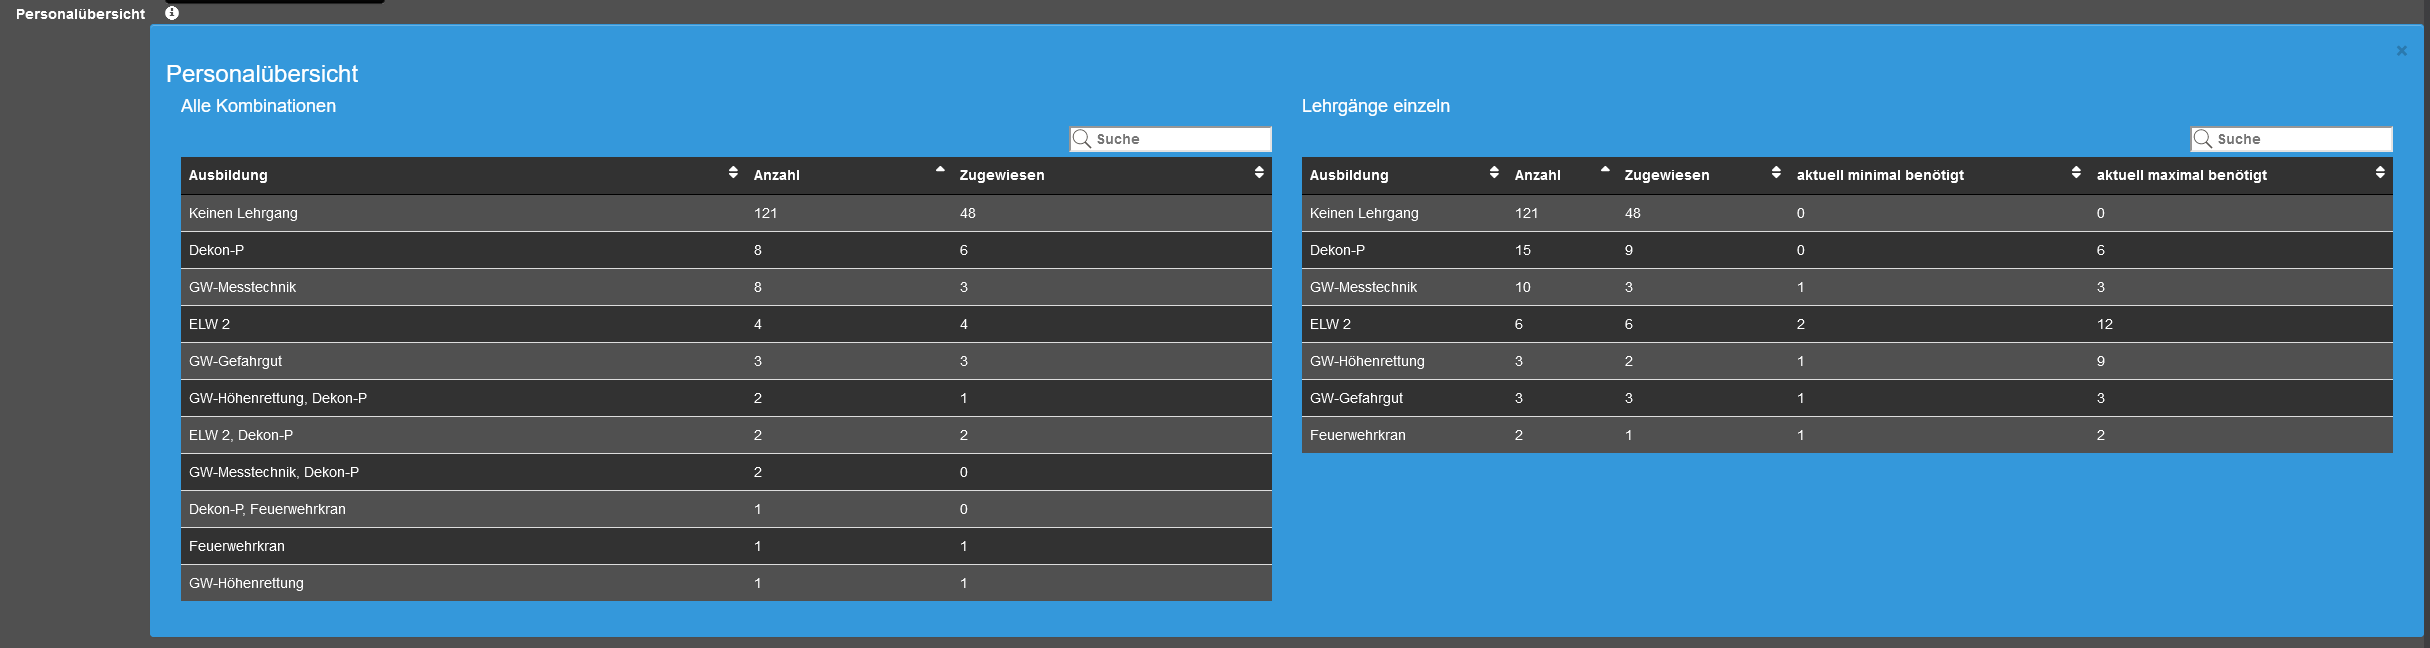 Personalübersicht
Personalübersicht
Alle Kombinationen
Suche
Ausbildung Anzahl Zugewiesen
Keinen Lehrgang 121 48
Dekon-P 8 6
GW-Messtechnik 8 3
ELW 2 4 4
GW-Gefahrgut 3 3
GW-Höhenrettung, Dekon-P 2 1
ELW 2, Dekon-P 2 2
GW-Messtechnik, Dekon-P 2 0
Dekon-P, Feuerwehrkran 1 0
Feuerwehrkran 1 1
GW-Höhenrettung 1 1
Lehrgänge einzeln
Suche
Ausbildung Anzahl Zugewiesen aktuell minimal benötigt aktuell maximal benötigt
Keinen Lehrgang 121 48 0 0
Dekon-P 15 9 0 6
GW-Messtechnik 10 3 1 3
ELW 2 6 6 2 12
GW-Höhenrettung 3 2 1 9
GW-Gefahrgut 3 3 1 3
Feuerwehrkran 2 1 1 2